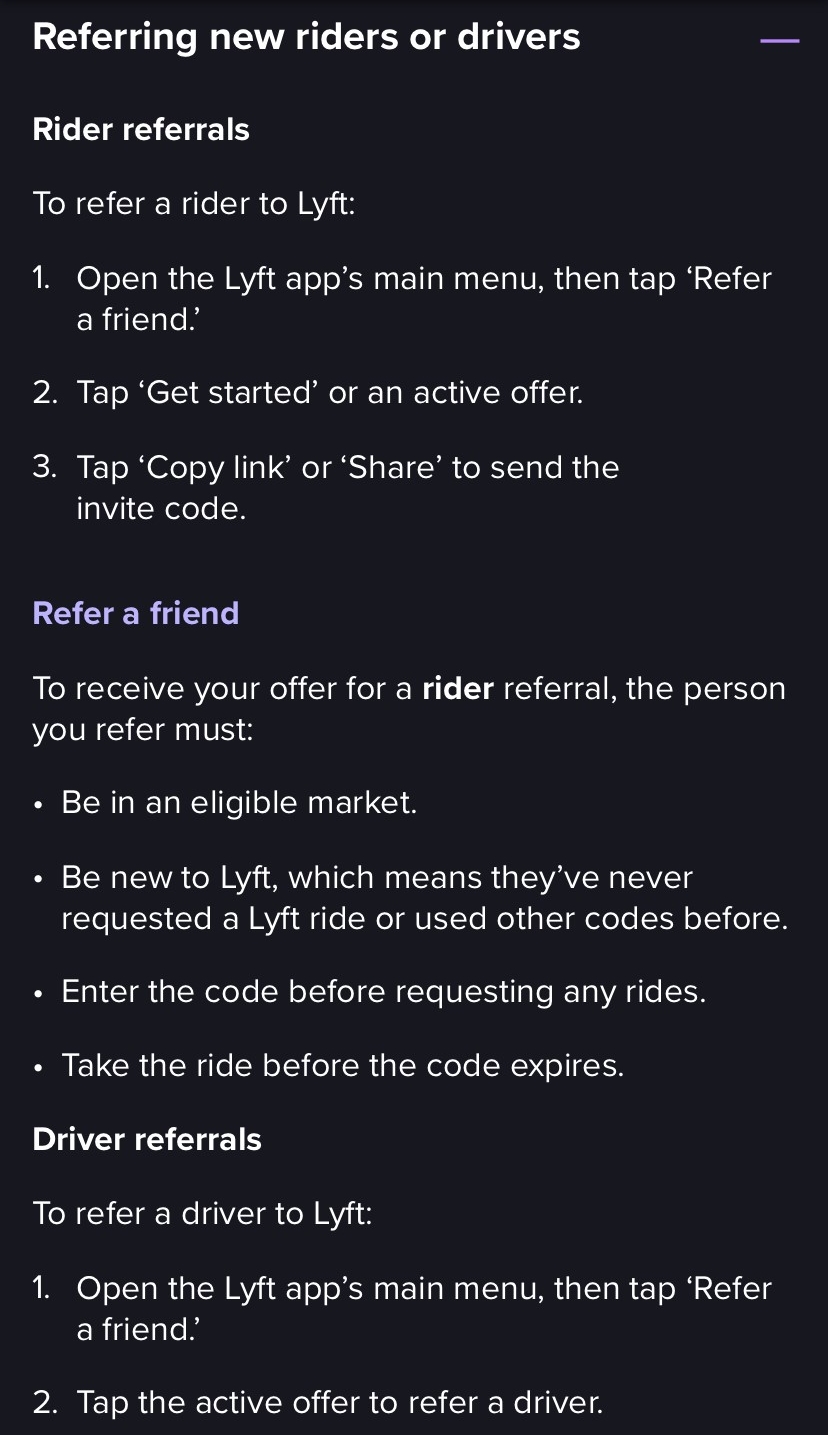 Referring new riders or drivers
Rider referrals
To refer a rider to Lyft:
1. Open the Lyft app’s main menu, then tap ‘Refer
a friend.’
2. Tap ‘Get started’ or an active offer.
3. Tap ‘Copy link’ or ‘Share’ to send the
invite code.
Refer a friend
To receive your offer for a rider referral, the person
you refer must:
• Be in an eligible market.
• Be new to Lyft, which means they’ve never
requested a Lyft ride or used other codes before.
• Enter the code before requesting any rides.
• Take the ride before the code expires.
Driver referrals
To refer a driver to Lyft:
1. Open the Lyft app’s main menu, then tap ‘Refer
a friend.’
2. Tap the active offer to refer a driver.